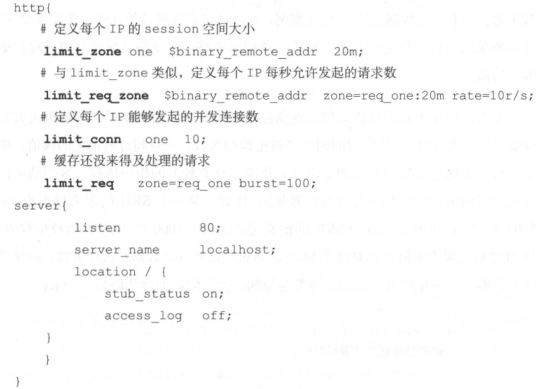 http{
# 定义每个 IP 的 session 空间大小
limit_zone one $binary_remote_addr 20m;
# 与 limit_zone 类似，定义每个 IP 每秒允许发起的请求数
limit_req_zone $binary_remote_addr zone=req_one:20m rate=10r/s;
# 定义每个 IP 能够发起的并发连接数
limit_conn one 10;
# 缓存还没来得及处理的请求
limit_req zone=req_one burst=100;
server{
listen 80;
server_name localhost;
location / {
stub_status on;
access_log off;
}
}
}